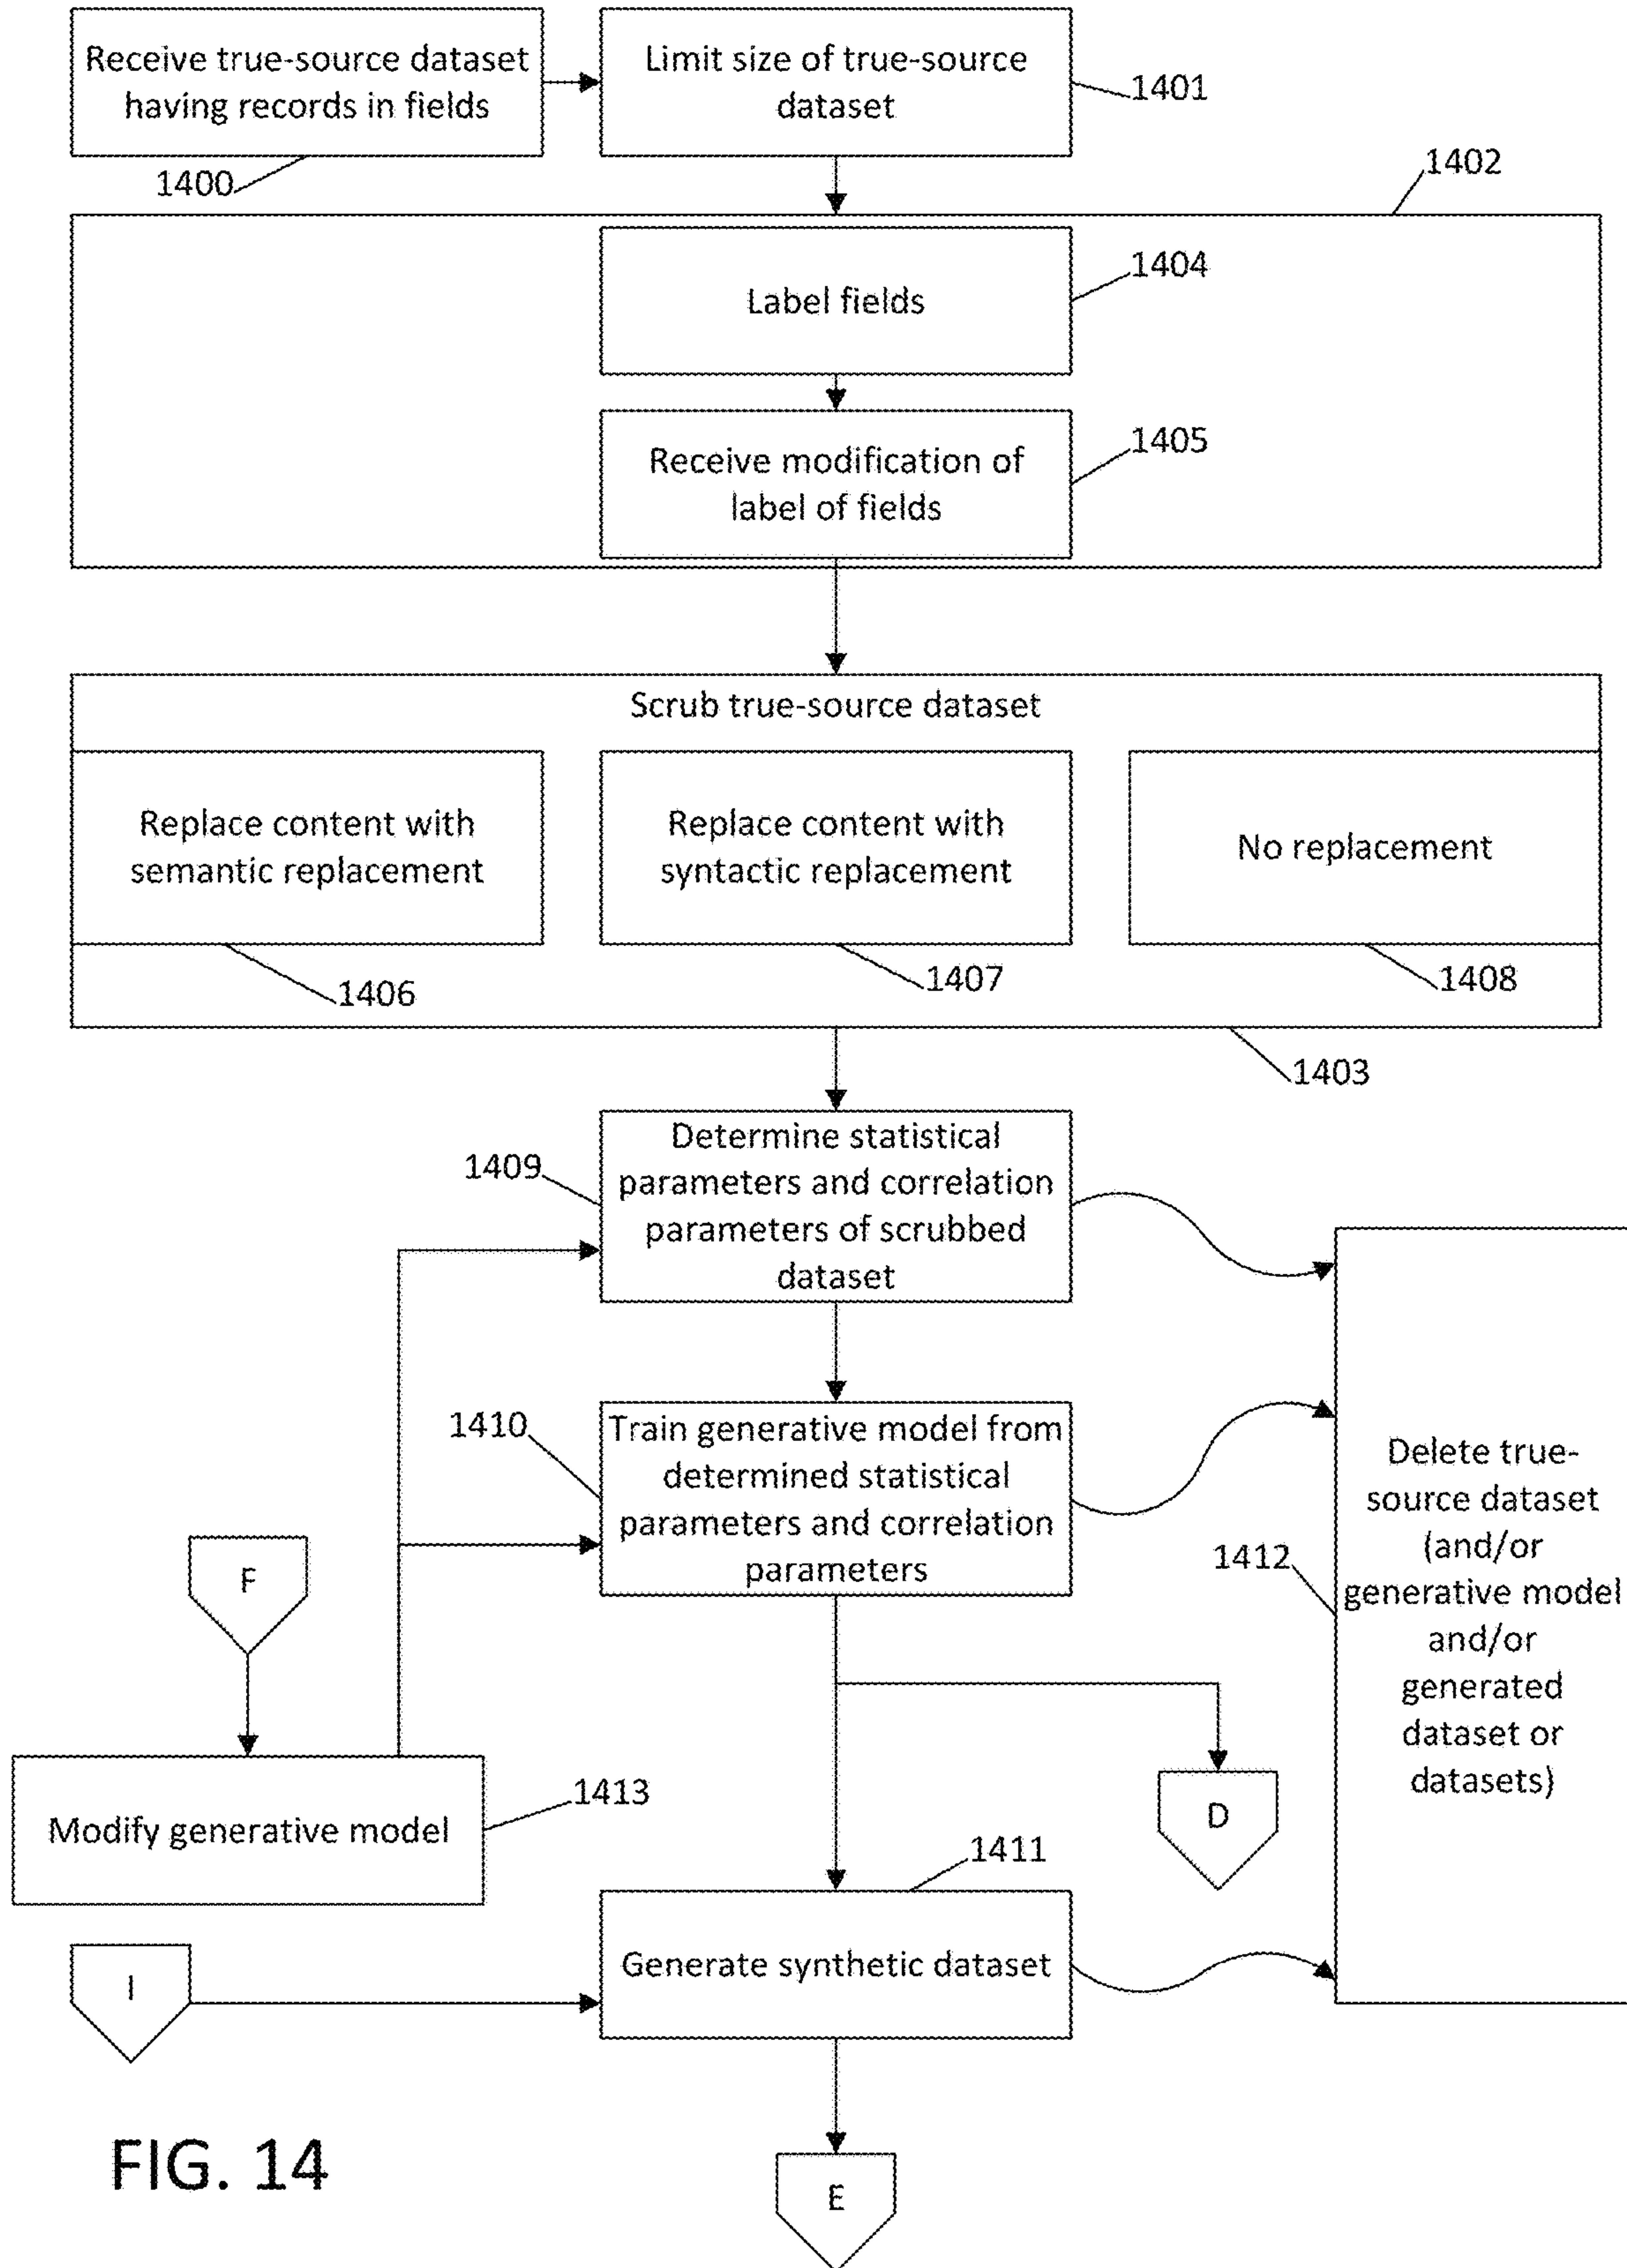 Receive true-source dataset
having records in fields
1400
Limit size of true-source
dataset
1401
1402
Label fields
1404
Receive modification of
label of fields
1405
Scrub true-source dataset
Replace content with
semantic replacement
1406
Replace content with
syntactic replacement
1407
No replacement
1408
1403
1409
Determine statistical
parameters and correlation
parameters of scrubbed
dataset
1410
Train generative model from
determined statistical
parameters and correlation
parameters
1412
Delete true-
source dataset
(and/or
generative model
and/or
generated
dataset or
datasets)
F
Modify generative model
1413
D
1411
Generate synthetic dataset
I
E
FIG. 14